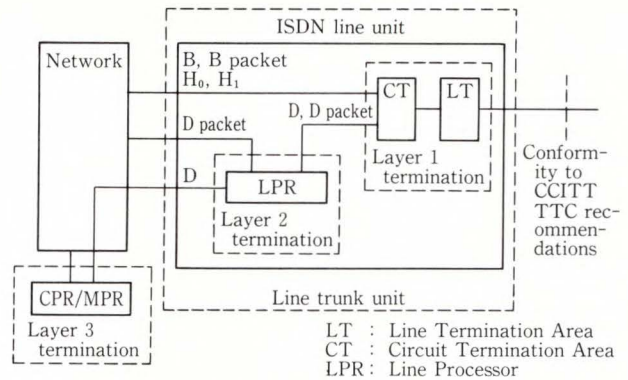 ISDN line unit
Network
B, B packet
H₀, H₁
CT
LT
D, D packet
D packet
Layer 1
termination
D
LPR
Layer 2
termination
Conform-
ity to
CCITT
TTC rec-
ommen-
dations
CPR/MPR
Layer 3
termination
Line trunk unit
LT : Line Termination Area
CT : Circuit Termination Area
LPR : Line Processor